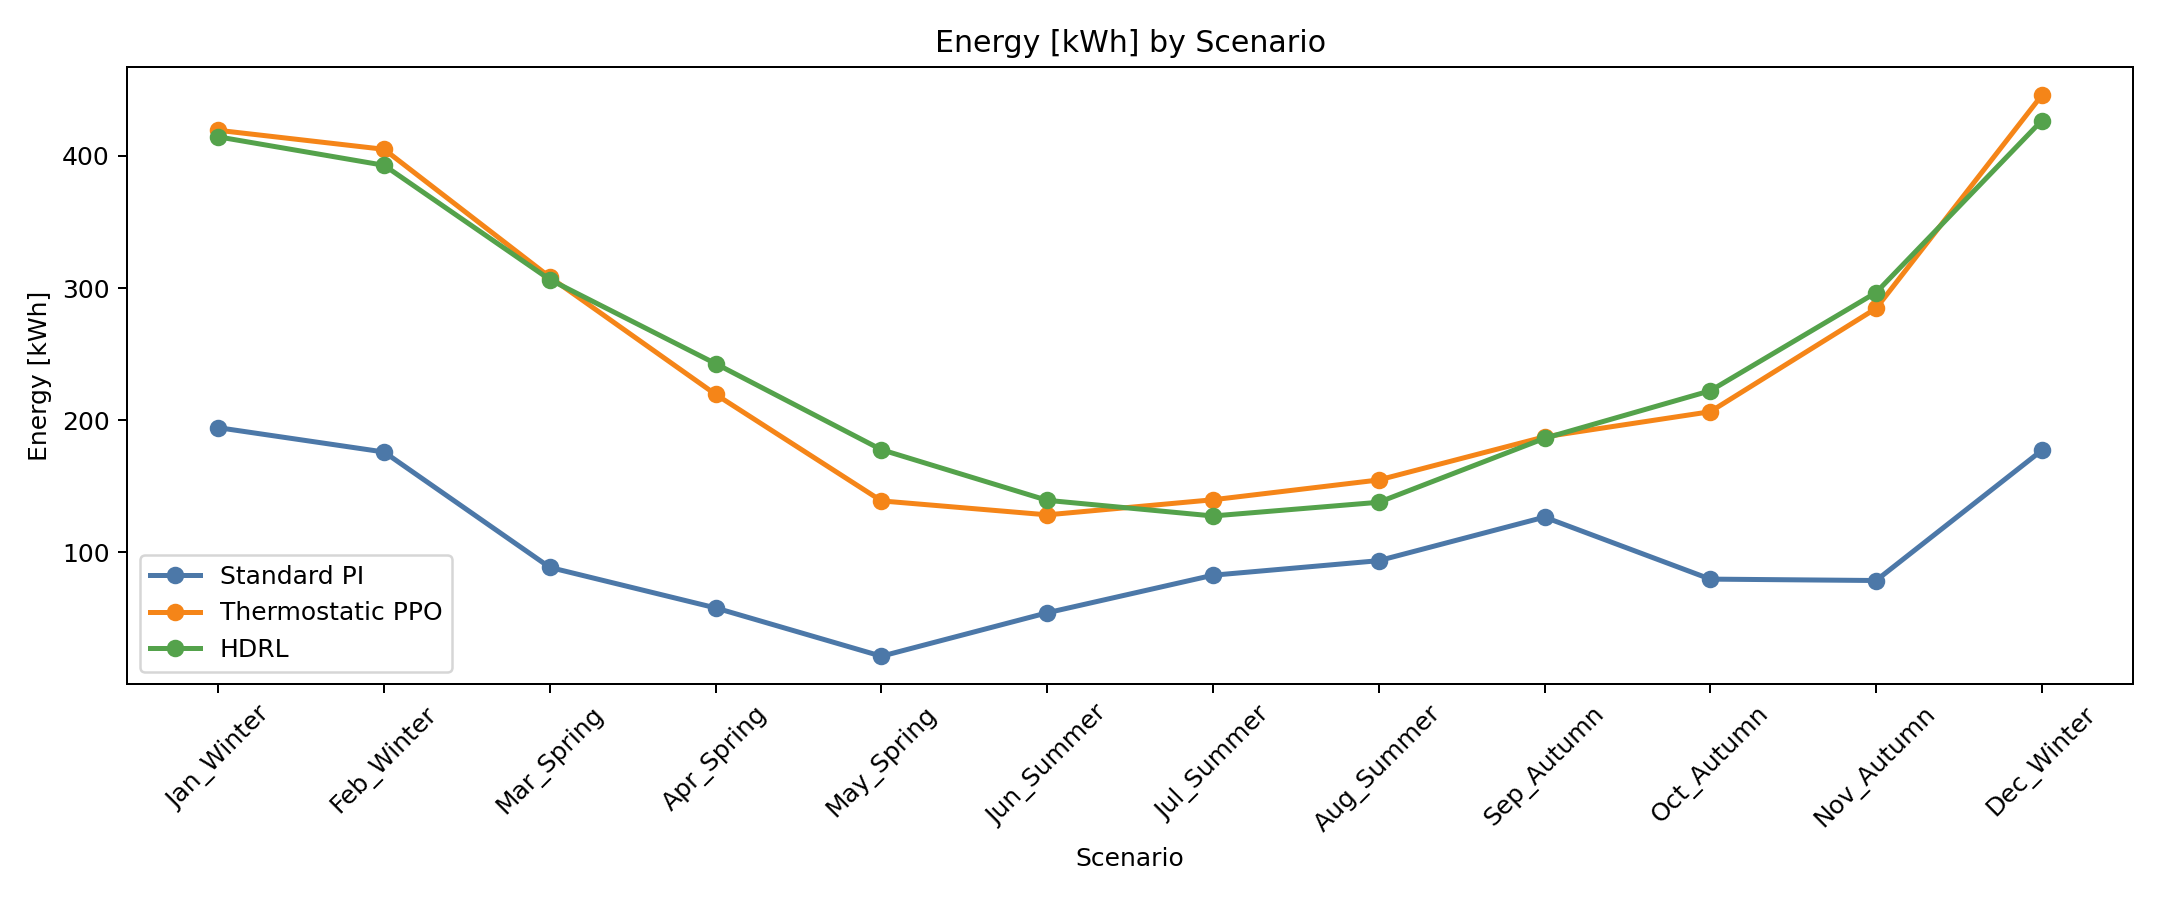 Energy [kWh] by Scenario
Energy [kWh]
400
300
200
100
Standard PI
Thermostatic PPO
HDRL
Jan_Winter
Feb_Winter
Mar_Spring
Apr_Spring
May_Spring
Jun_Summer
Jul_Summer
Aug_Summer
Sep_Autumn
Oct_Autumn
Nov_Autumn
Dec_Winter
Scenario